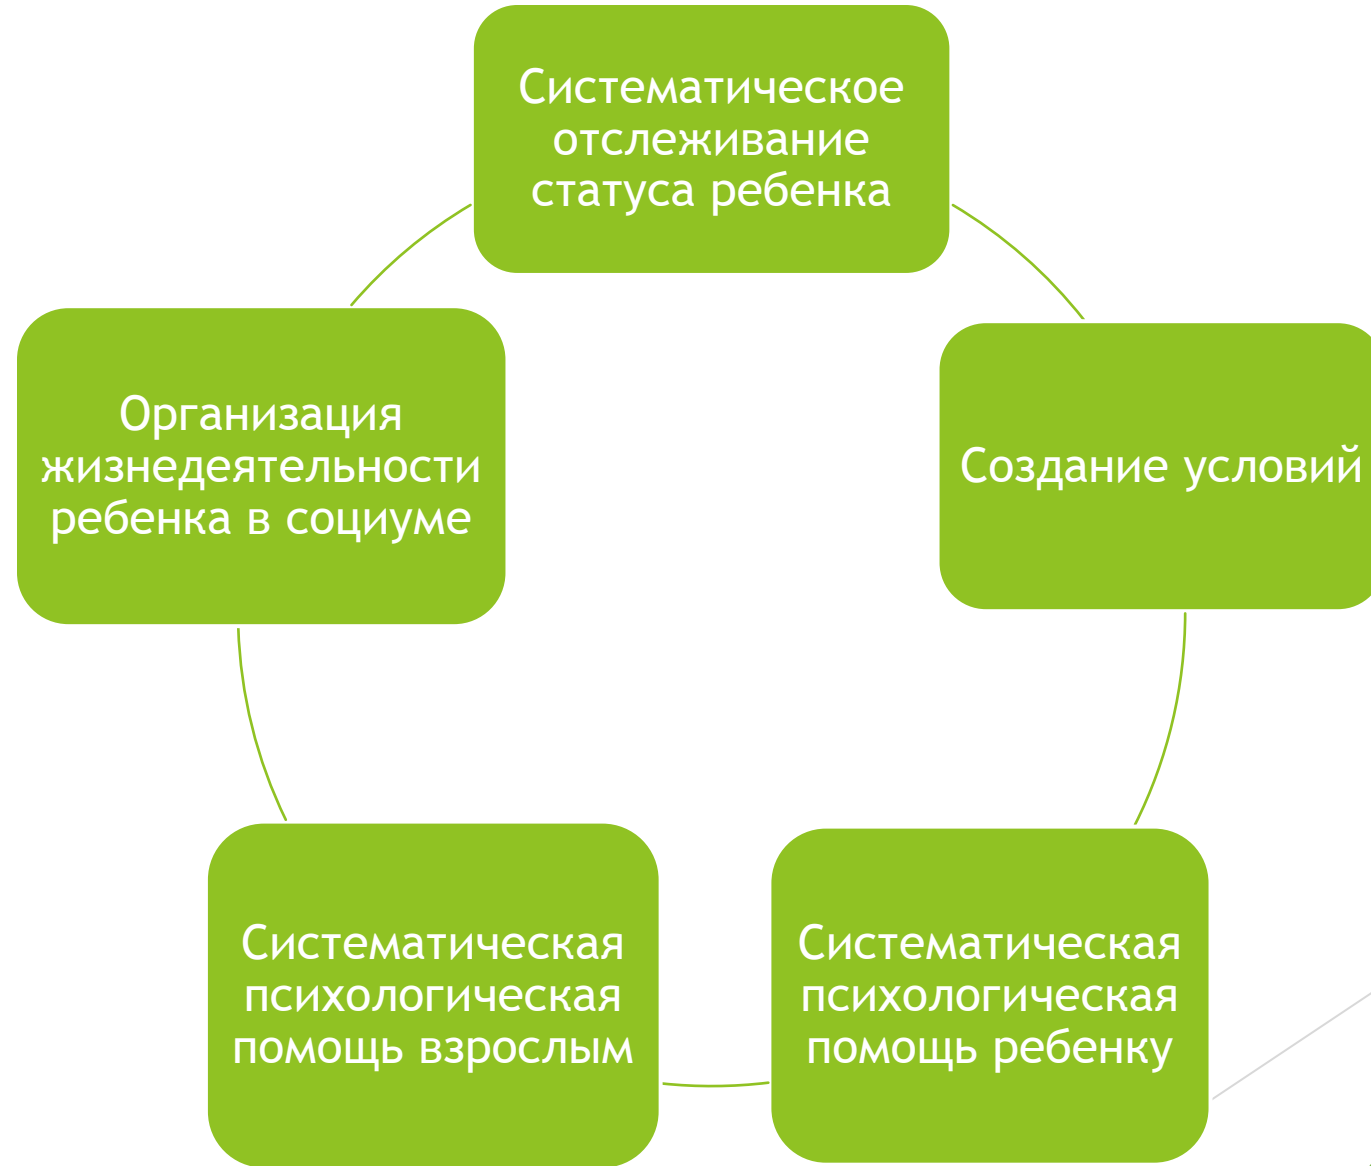 Систематическое
отслеживание
статуса ребенка
Организация
жизнедеятельности
ребенка в социуме
Создание условий
Систематическая
психологическая
помощь взрослым
Систематическая
психологическая
помощь ребенку